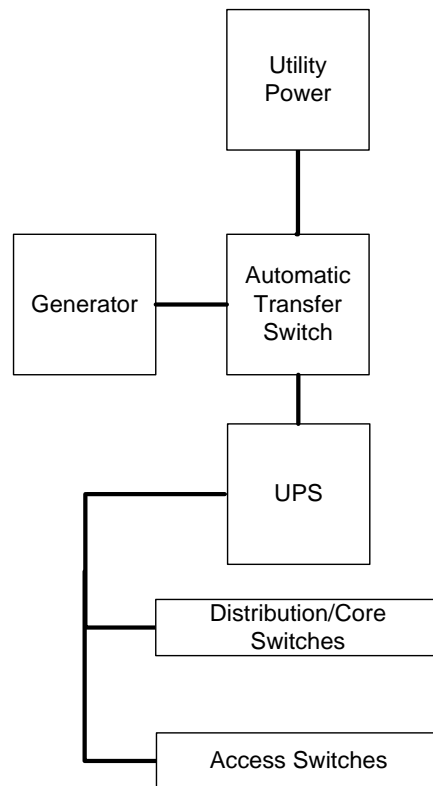 Utility
Power
Generator
Automatic
Transfer
Switch
UPS
Distribution/Core
Switches
Access Switches